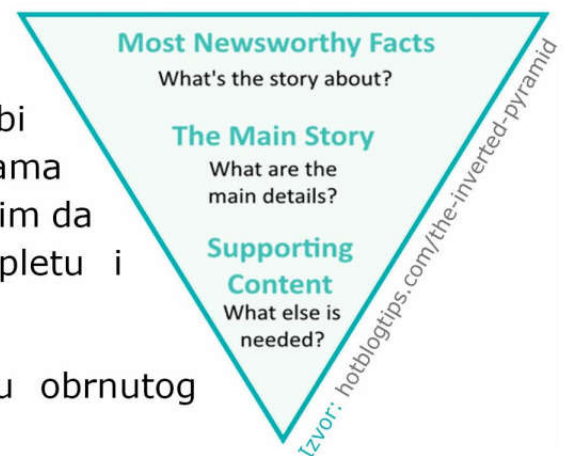 Most Newsworthy Facts
What's the story about?
The Main Story
What are the
main details?
Supporting
Content
What else is
needed?
Izvor: hotblogtips.com/the-inverted-pyramid
bi
ama
im da
pletu i
u obrnutog